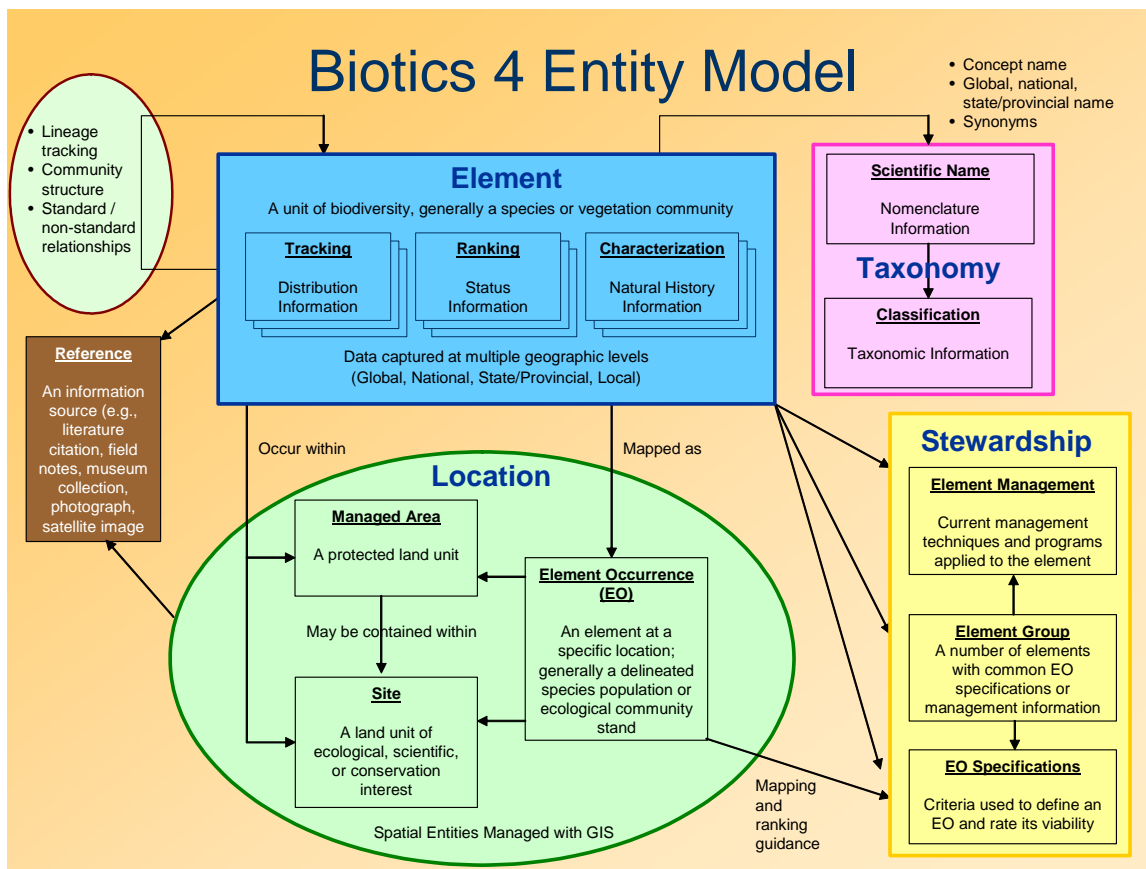 Biotics 4 Entity Model
• Concept name
• Global, national,
state/provincial name
• Synonyms
• Lineage
tracking
• Community
structure
• Standard /
non-standard
relationships
Element
A unit of biodiversity, generally a species or vegetation community
Tracking
Distribution
Information
Ranking
Status
Information
Characterization
Natural History
Information
Data captured at multiple geographic levels
(Global, National, State/Provincial, Local)
Scientific Name
Nomenclature
Information
Taxonomy
Classification
Taxonomic Information
Reference
An information
source (e.g.,
literature
citation, field
notes, museum
collection,
photograph,
satellite image
Occur within
Mapped as
Location
Managed Area
A protected land unit
May be contained within
Site
A land unit of
ecological, scientific,
or conservation
interest
Element Occurrence
(EO)
An element at a
specific location;
generally a delineated
species population or
ecological community
stand
Spatial Entities Managed with GIS
Mapping
and
ranking
guidance
Stewardship
Element Management
Current management
techniques and programs
applied to the element
Element Group
A number of elements
with common EO
specifications or
management information
EO Specifications
Criteria used to define an
EO and rate its viability